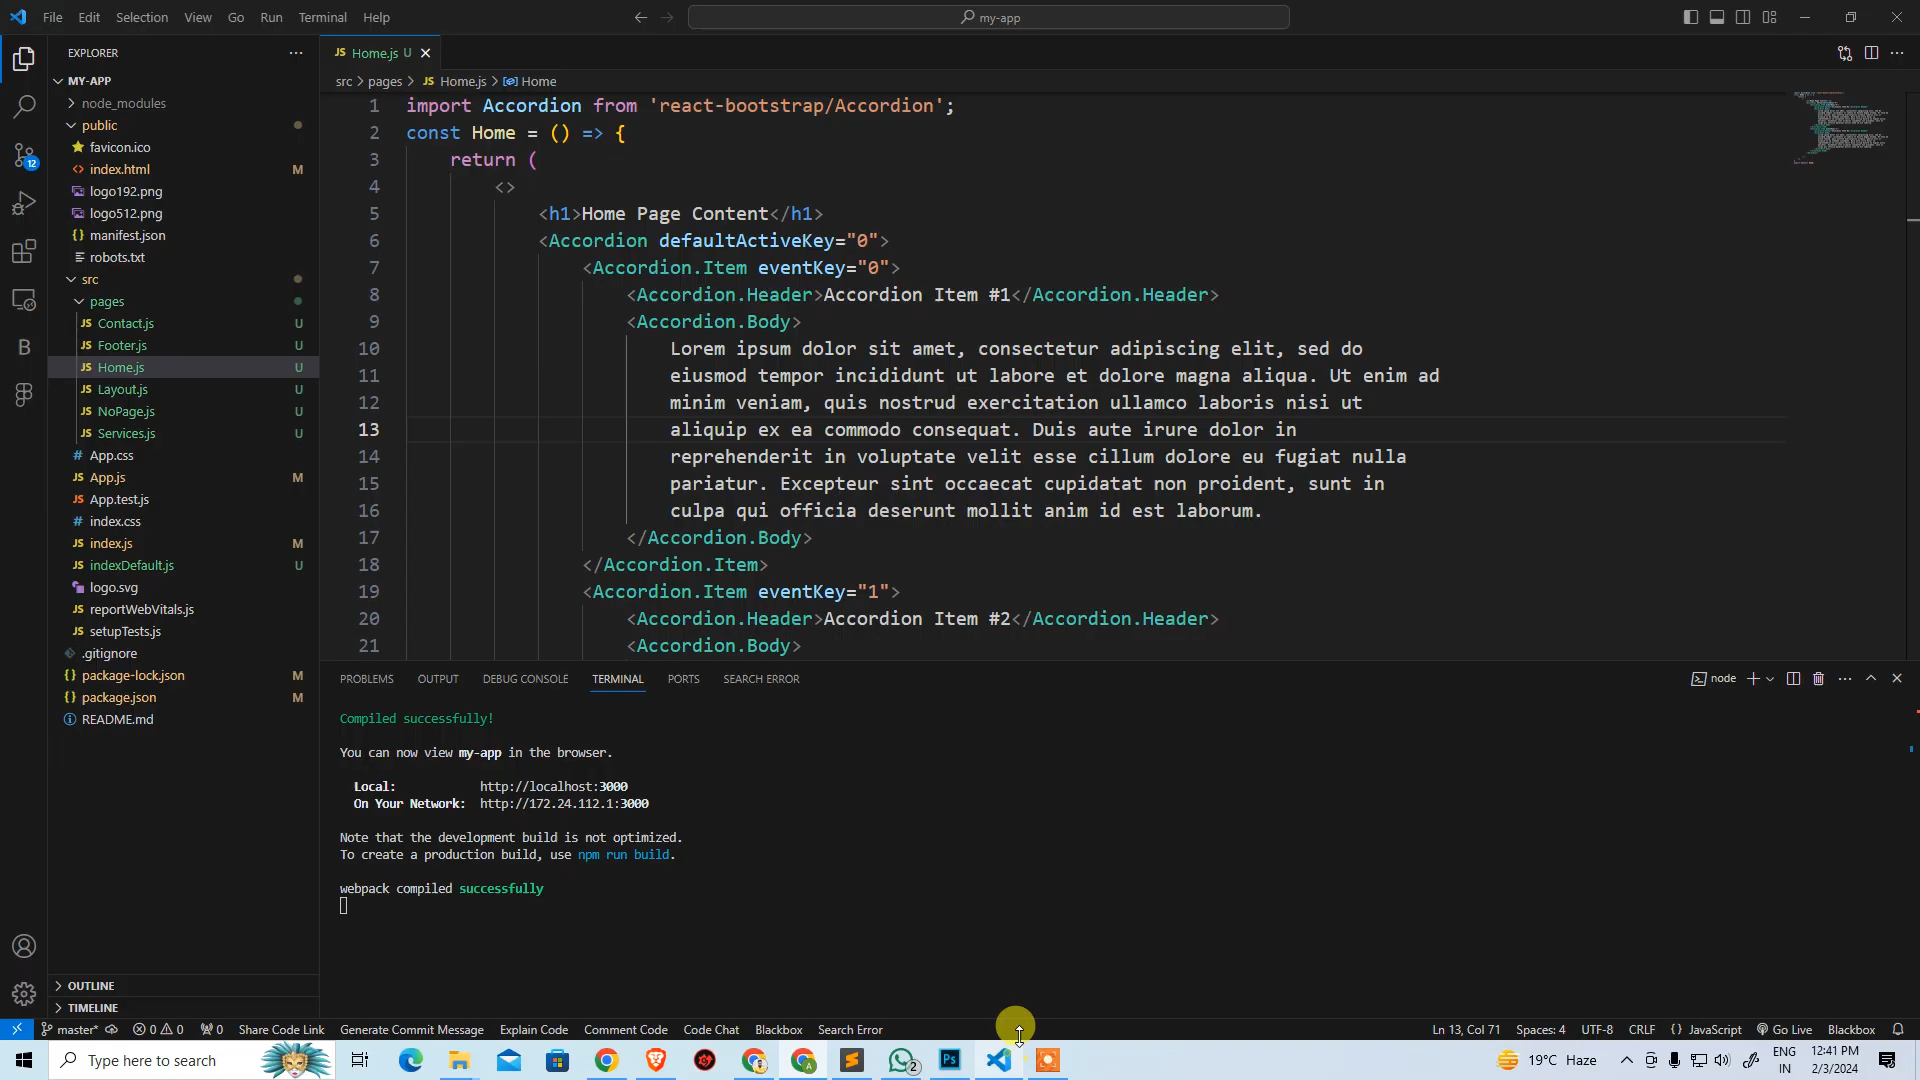 File Edit Selection View Go Run Terminal Help my-app
EXPLORER
MY-APP
node_modules
public
favicon.ico
index.html M
logo192.png
logo512.png
manifest.json
robots.txt
src
pages
Contact.js U
Footer.js U
Home.js U
Layout.js U
NoPage.js U
Services.js U
App.css
App.js M
App.test.js
index.css
index.js M
indexDefault.js U
logo.svg
reportWebVitals.js
setupTests.js
.gitignore
package-lock.json M
package.json M
README.md
OUTLINE
TIMELINE
12
JS Home.js U
src > pages > JS Home.js > Home
1 import Accordion from 'react-bootstrap/Accordion';
2 const Home = () => {
3 return (
4 <>
5 <h1>Home Page Content</h1>
6 <Accordion defaultActiveKey="0">
7 <Accordion.Item eventKey="0">
8 <Accordion.Header>Accordion Item #1</Accordion.Header>
9 <Accordion.Body>
10 Lorem ipsum dolor sit amet, consectetur adipiscing elit, sed do
11 eiusmod tempor incididunt ut labore et dolore magna aliqua. Ut enim ad
12 minim veniam, quis nostrud exercitation ullamco laboris nisi ut
13 aliquip ex ea commodo consequat. Duis aute irure dolor in
14 reprehenderit in voluptate velit esse cillum dolore eu fugiat nulla
15 pariatur. Excepteur sint occaecat cupidatat non proident, sunt in
16 culpa qui officia deserunt mollit anim id est laborum.
17 </Accordion.Body>
18 </Accordion.Item>
19 <Accordion.Item eventKey="1">
20 <Accordion.Header>Accordion Item #2</Accordion.Header>
21 <Accordion.Body>
PROBLEMS OUTPUT DEBUG CONSOLE TERMINAL PORTS SEARCH ERROR node
Compiled successfully!
You can now view my-app in the browser.
Local: http://localhost:3000
On Your Network: http://172.24.112.1:3000
Note that the development build is not optimized.
To create a production build, use npm run build.
webpack compiled successfully
master* 0 0 0 Share Code Link Generate Commit Message Explain Code Comment Code Code Chat Blackbox Search Error Ln 13, Col 71 Spaces: 4 UTF-8 CRLF {} JavaScript Go Live Blackbox
Type here to search Ps 2 19°C Haze ENG IN 12:41 PM 2/3/2024